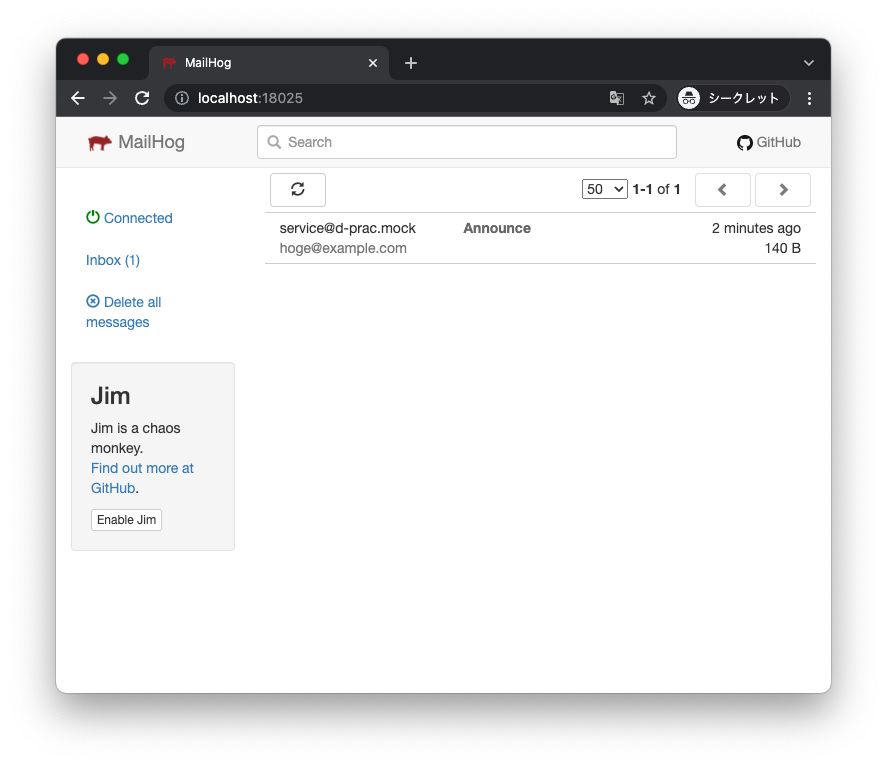 MailHog
localhost:18025
シークレット
MailHog
Search
GitHub
50 1-1 of 1
Connected
Inbox (1)
Delete all
messages
service@d-prac.mock Announce 2 minutes ago
hoge@example.com 140 B
Jim
Jim is a chaos
monkey.
Find out more at
GitHub.
Enable Jim